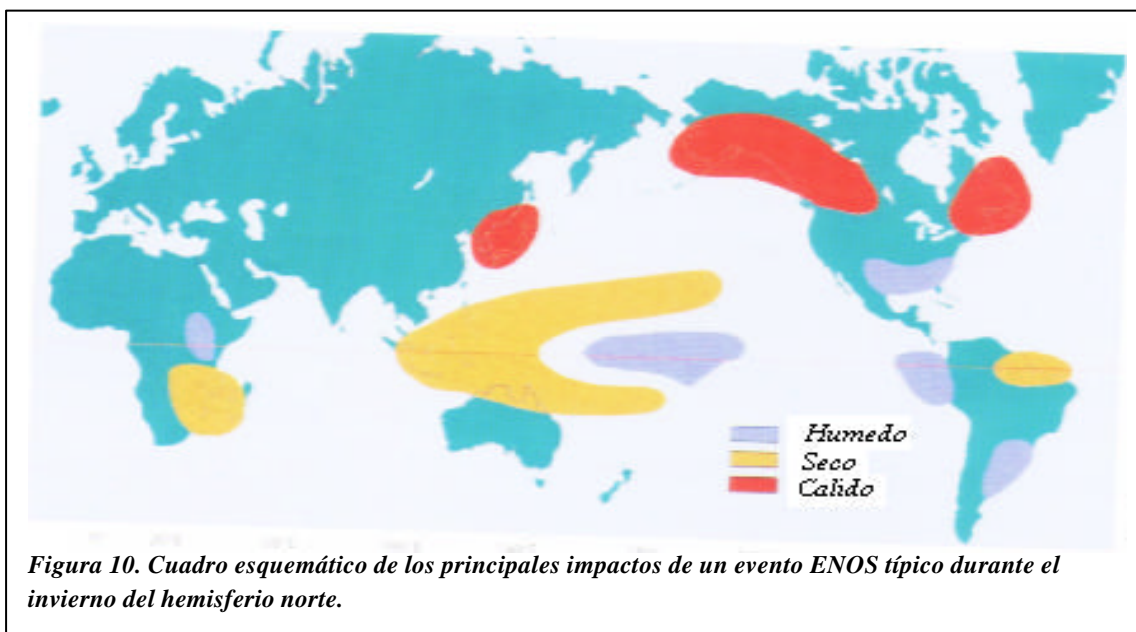 Humedo
Seco
Calido
Figura 10. Cuadro esquemático de los principales impactos de un evento ENOS típico durante el
invierno del hemisferio norte.